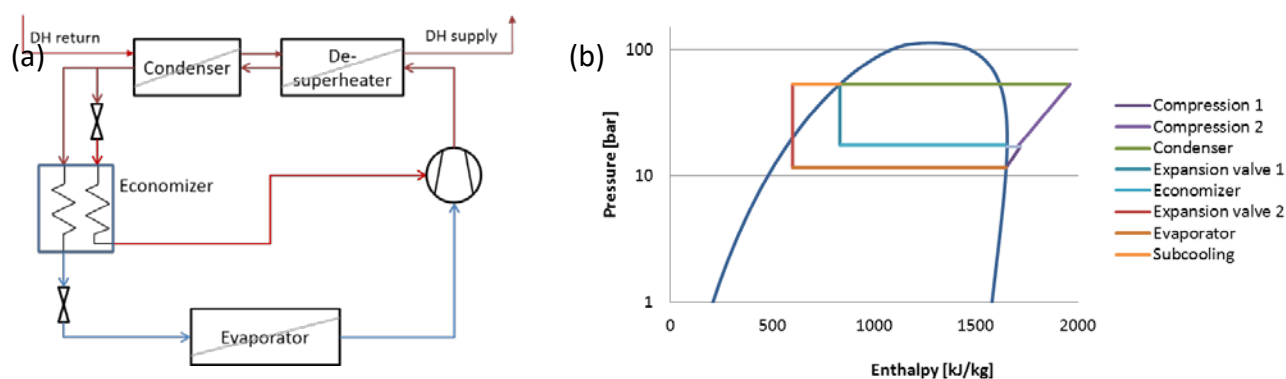 (a)
DH return
DH supply
Condenser
De-
superheater
Economizer
Evaporator
(b)
Pressure [bar]
100
10
1
0
500
1000
1500
2000
Enthalpy [kJ/kg]
Compression 1
Compression 2
Condenser
Expansion valve 1
Economizer
Expansion valve 2
Evaporator
Subcooling